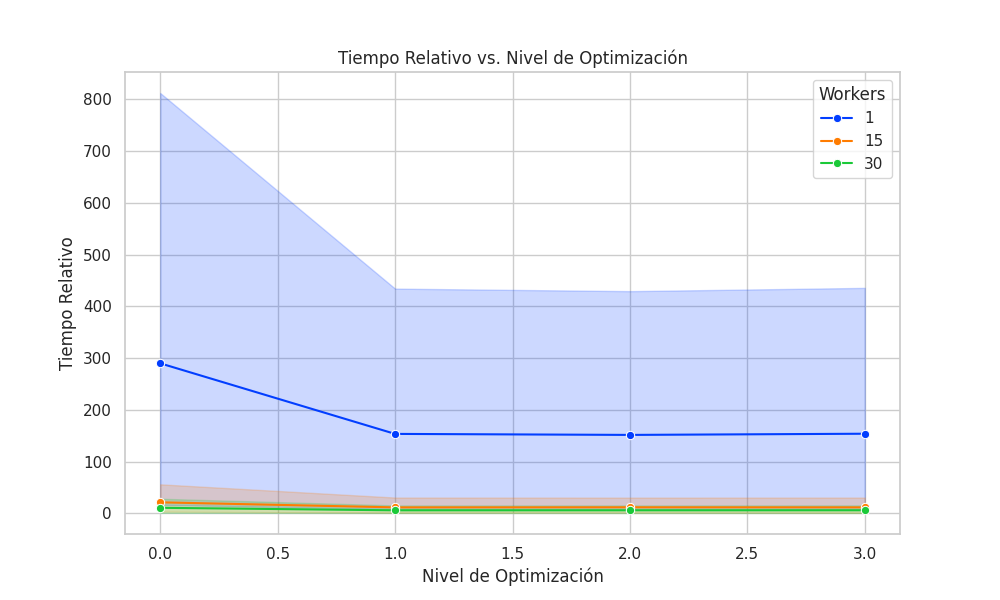 Tiempo Relativo vs. Nivel de Optimización
Workers
1
15
30
Tiempo Relativo
800
700
600
500
400
300
200
100
0
0.0 0.5 1.0 1.5 2.0 2.5 3.0
Nivel de Optimización